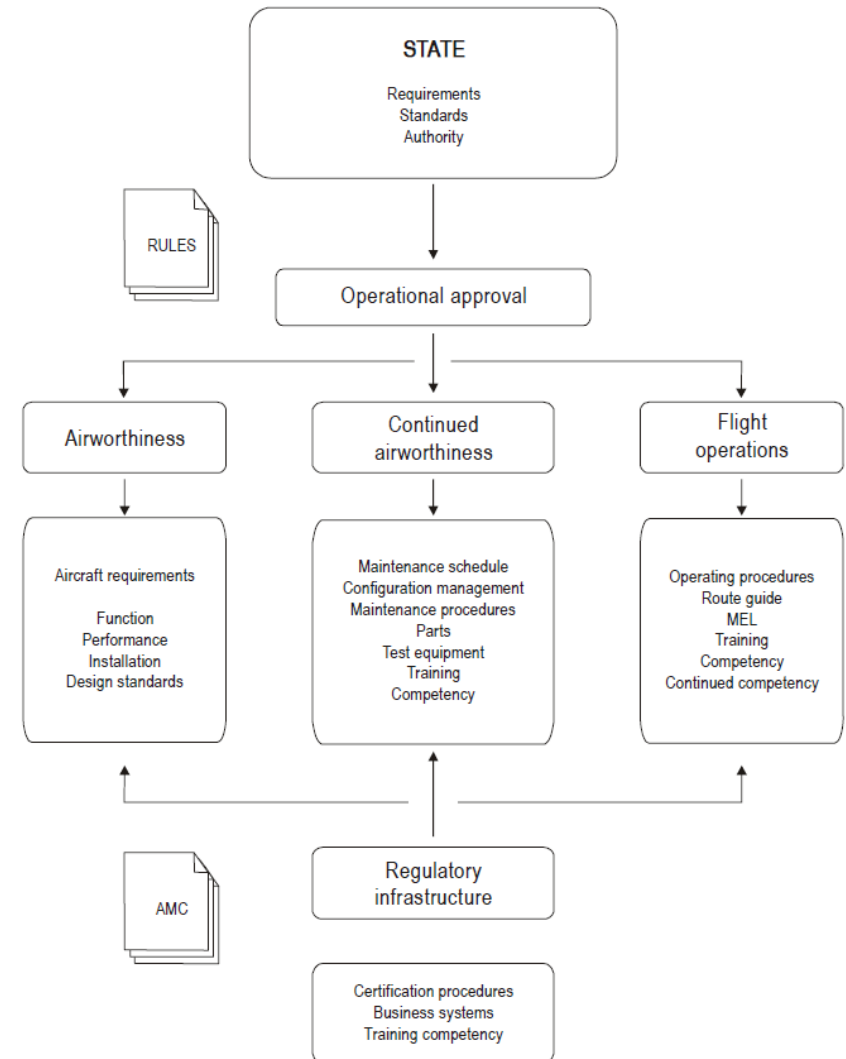 STATE
Requirements
Standards
Authority
RULES
Operational approval
Airworthiness
Continued
airworthiness
Flight
operations
Aircraft requirements
Function
Performance
Installation
Design standards
Maintenance schedule
Configuration management
Maintenance procedures
Parts
Test equipment
Training
Competency
Operating procedures
Route guide
MEL
Training
Competency
Continued competency
AMC
Regulatory
infrastructure
Certification procedures
Business systems
Training competency